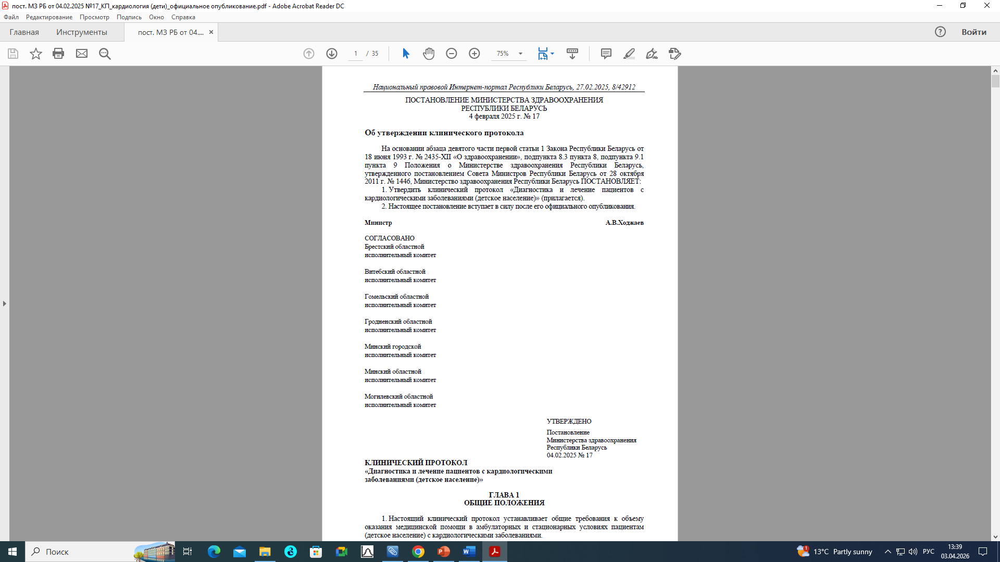 пост. МЗ РБ от 04.02.2025 №17_КП_кардиология (дети)_официальное опубликование.pdf - Adobe Acrobat Reader DC
Файл Редактирование Просмотр Подпись Окно Справка
Главная Инструменты пост. МЗ РБ от 04.... Войти
1 / 35 75%
Национальный правовой Интернет-портал Республики Беларусь, 27.02.2025, 8/42912
ПОСТАНОВЛЕНИЕ МИНИСТЕРСТВА ЗДРАВООХРАНЕНИЯ
РЕСПУБЛИКИ БЕЛАРУСЬ
4 февраля 2025 г. № 17
Об утверждении клинического протокола
На основании абзаца девятого части первой статьи 1 Закона Республики Беларусь от
18 июня 1993 г. № 2435-XII «О здравоохранении», подпункта 8.3 пункта 8, подпункта 9.1
пункта 9 Положения о Министерстве здравоохранения Республики Беларусь,
утвержденного постановлением Совета Министров Республики Беларусь от 28 октября
2011 г. № 1446, Министерство здравоохранения Республики Беларусь ПОСТАНОВЛЯЕТ:
1. Утвердить клинический протокол «Диагностика и лечение пациентов с
кардиологическими заболеваниями (детское население)» (прилагается).
2. Настоящее постановление вступает в силу после его официального опубликования.
Министр А.В.Ходжаев
СОГЛАСОВАНО
Брестский областной
исполнительный комитет
Витебский областной
исполнительный комитет
Гомельский областной
исполнительный комитет
Гродненский областной
исполнительный комитет
Минский городской
исполнительный комитет
Минский областной
исполнительный комитет
Могилевский областной
исполнительный комитет
УТВЕРЖДЕНО
Постановление
Министерства здравоохранения
Республики Беларусь
04.02.2025 № 17
КЛИНИЧЕСКИЙ ПРОТОКОЛ
«Диагностика и лечение пациентов с кардиологическими
заболеваниями (детское население)»
ГЛАВА 1
ОБЩИЕ ПОЛОЖЕНИЯ
1. Настоящий клинический протокол устанавливает общие требования к объему
оказания медицинской помощи в амбулаторных и стационарных условиях пациентам
(детское население) с кардиологическими заболеваниями.
Поиск
1
13°C Partly sunny
РУС
13:39
03.04.2026